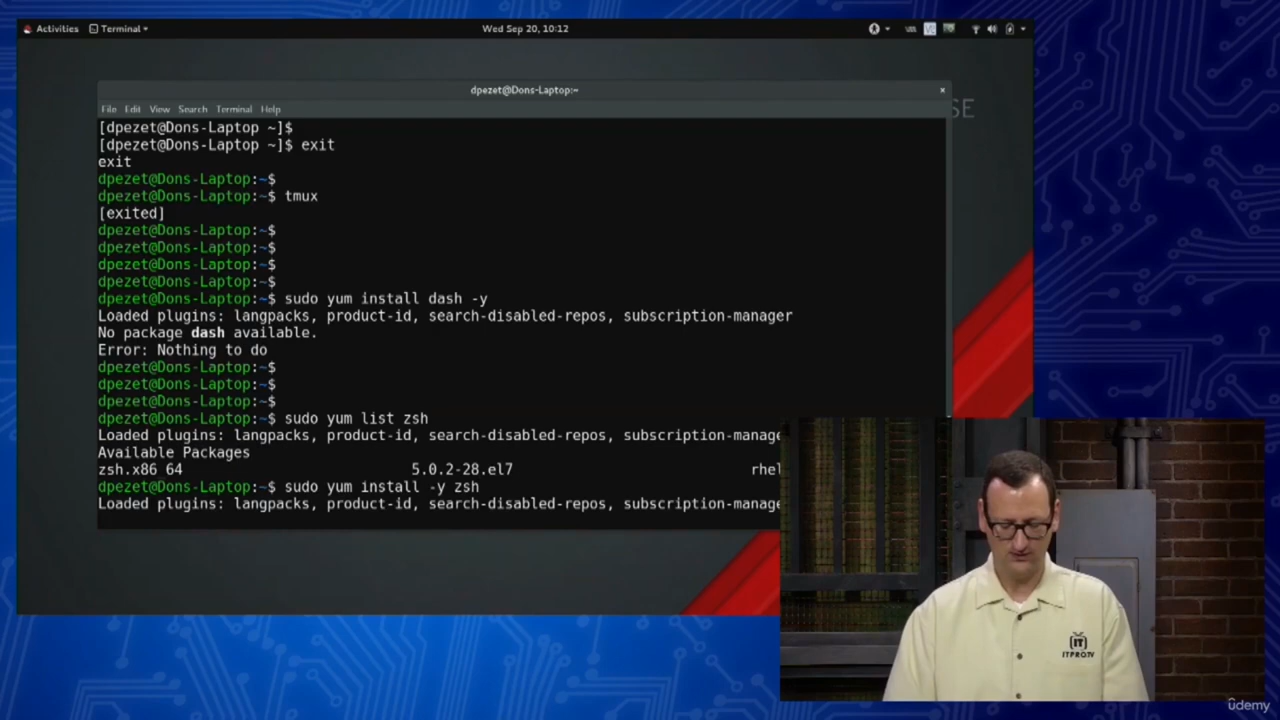 Activities Terminal Wed Sep 20, 10:12
dpezet@Dons-Laptop:~ ×
SE
File Edit View Search Terminal Help
[dpezet@Dons-Laptop ~]$
[dpezet@Dons-Laptop ~]$ exit
exit
dpezet@Dons-Laptop:~$
dpezet@Dons-Laptop:~$ tmux
[exited]
dpezet@Dons-Laptop:~$
dpezet@Dons-Laptop:~$
dpezet@Dons-Laptop:~$
dpezet@Dons-Laptop:~$
dpezet@Dons-Laptop:~$ sudo yum install dash -y
Loaded plugins: langpacks, product-id, search-disabled-repos, subscription-manager
No package dash available.
Error: Nothing to do
dpezet@Dons-Laptop:~$
dpezet@Dons-Laptop:~$
dpezet@Dons-Laptop:~$
dpezet@Dons-Laptop:~$ sudo yum list zsh
Loaded plugins: langpacks, product-id, search-disabled-repos, subscription-manage
Available Packages
zsh.x86 64 5.0.2-28.el7 rhel
dpezet@Dons-Laptop:~$ sudo yum install -y zsh
Loaded plugins: langpacks, product-id, search-disabled-repos, subscription-manage
IT
ITPRO.TV
udemy